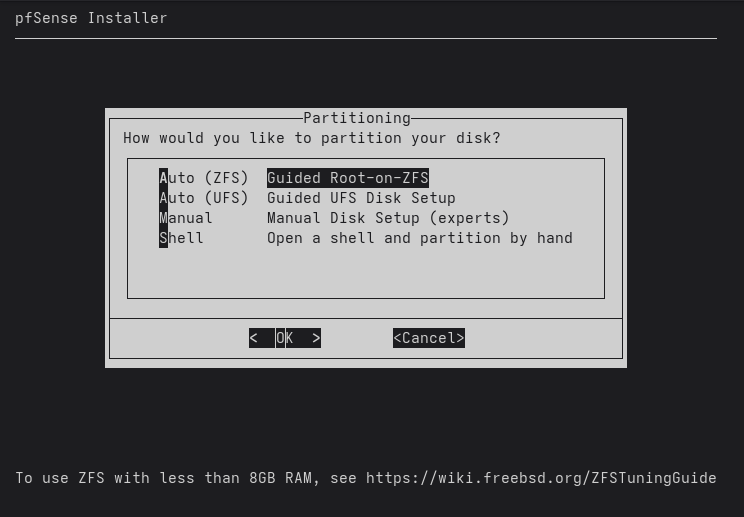 pfSense Installer
Partitioning
How would you like to partition your disk?
Auto (ZFS)  Guided Root-on-ZFS
Auto (UFS)  Guided UFS Disk Setup
Manual      Manual Disk Setup (experts)
Shell       Open a shell and partition by hand
<  OK  >        <Cancel>
To use ZFS with less than 8GB RAM, see https://wiki.freebsd.org/ZFSTuningGuide